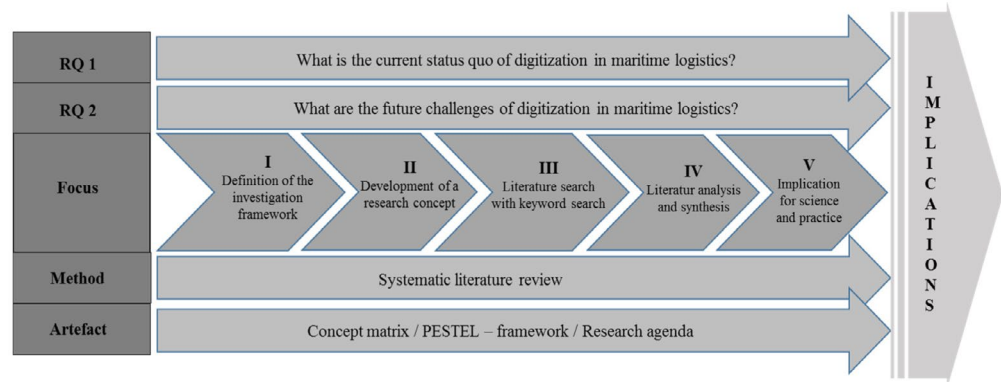 RQ 1
What is the current status quo of digitization in maritime logistics?
RQ 2
What are the future challenges of digitization in maritime logistics?
Focus
I
Definition of the
investigation
framework
II
Development of a
research concept
III
Literature search
with keyword search
IV
Literatur analysis
and synthesis
V
Implication
for science
and practice
Method
Systematic literature review
Artefact
Concept matrix / PESTEL – framework / Research agenda
IMPLICATIONS